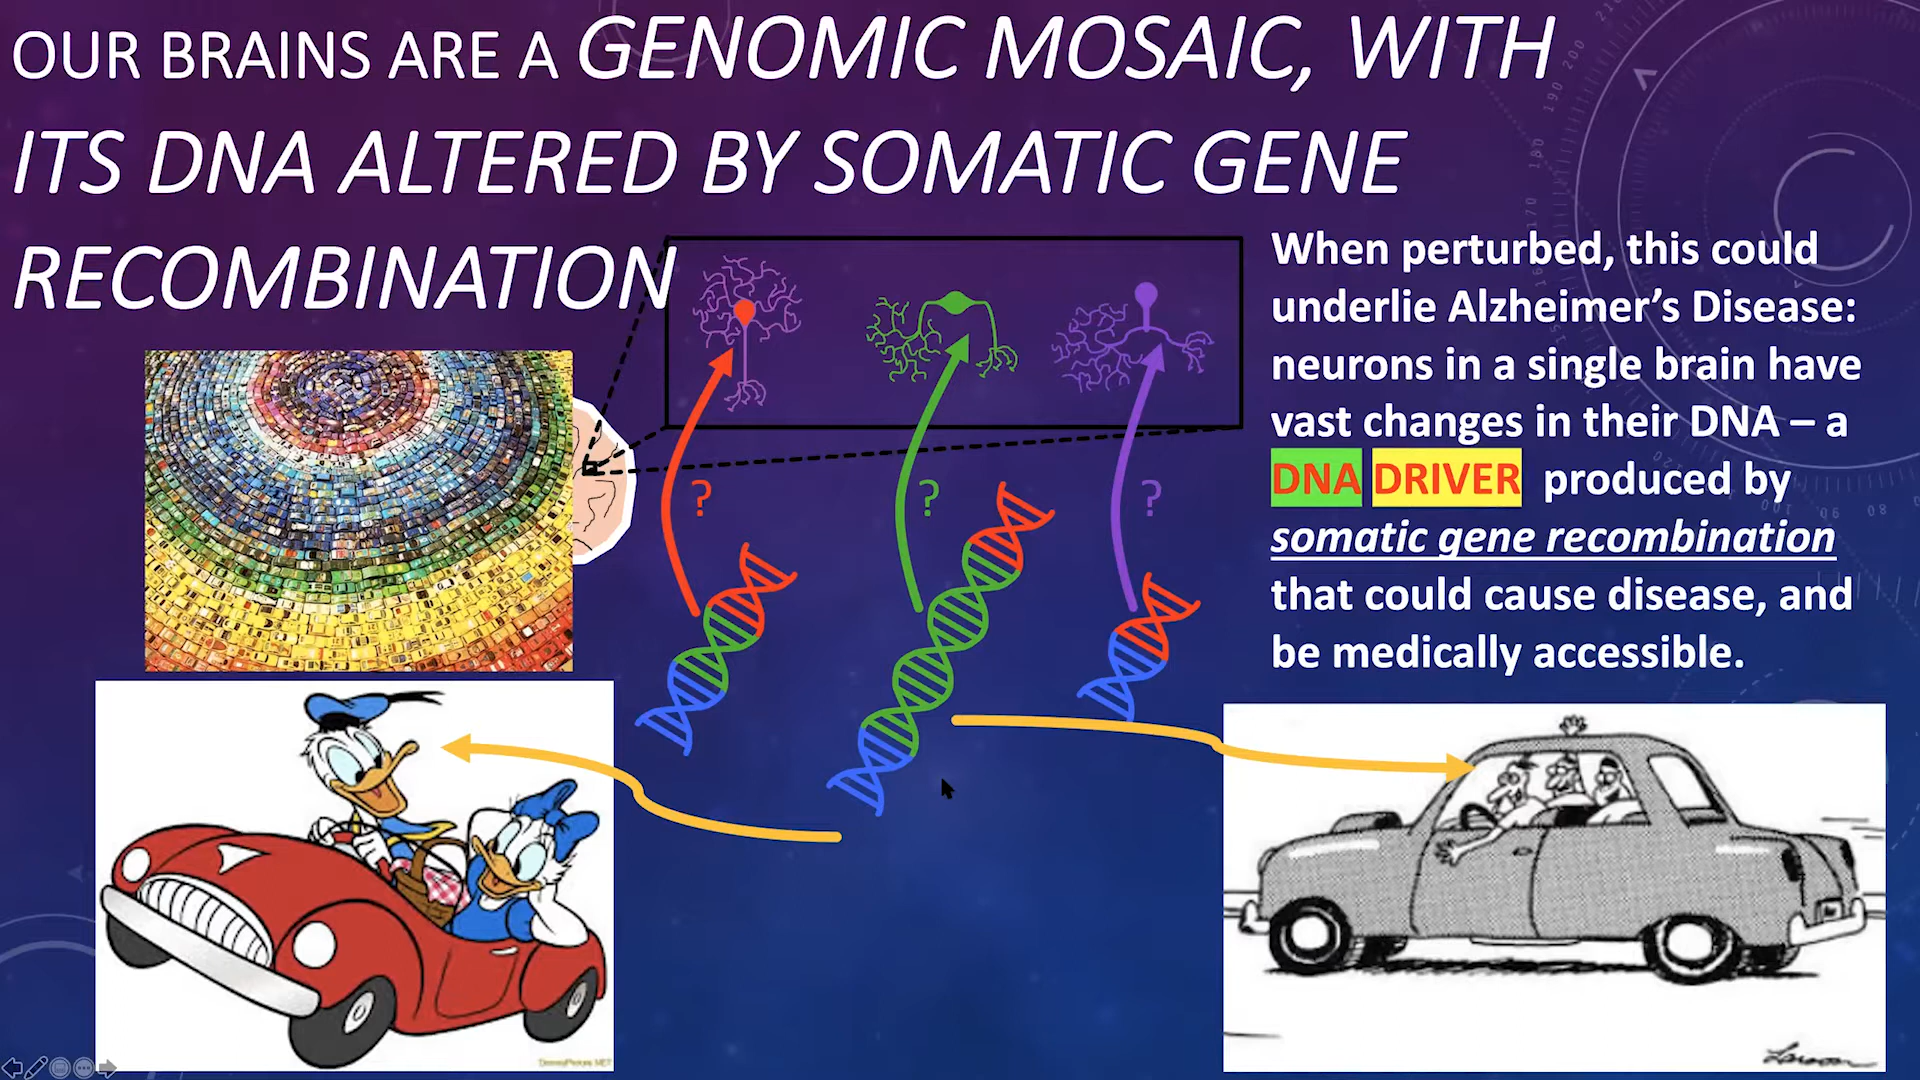 OUR BRAINS ARE A GENOMIC MOSAIC, WITH
ITS DNA ALTERED BY SOMATIC GENE
RECOMBINATION
When perturbed, this could
underlie Alzheimer’s Disease:
neurons in a single brain have
vast changes in their DNA – a
DNA DRIVER produced by
somatic gene recombination
that could cause disease, and
be medically accessible.
? ? ?
Larson